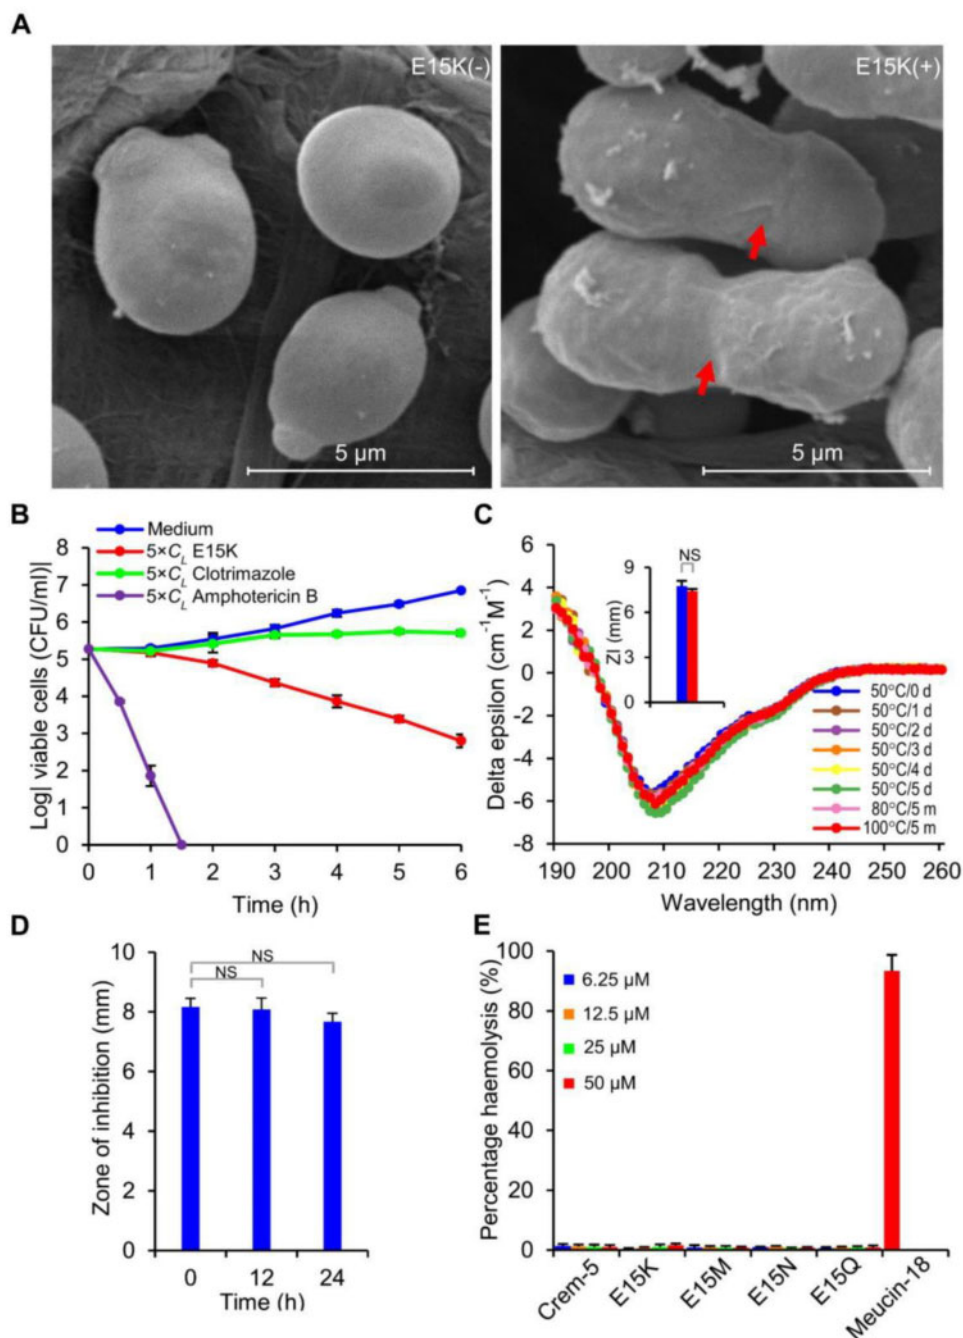 A
E15K(-)
E15K(+)
5 µm
5 µm
B
Medium
5×C_L E15K
5×C_L Clotrimazole
5×C_L Amphotericin B
Log| viable cells (CFU/ml)|
8
7
6
5
4
3
2
1
0
0 1 2 3 4 5 6
Time (h)
C
Delta epsilon (cm⁻¹M⁻¹)
6
4
2
0
-2
-4
-6
-8
190 200 210 220 230 240 250 260
Wavelength (nm)
NS
ZI (mm)
9
6
3
0
50°C/0 d
50°C/1 d
50°C/2 d
50°C/3 d
50°C/4 d
50°C/5 d
80°C/5 m
100°C/5 m
D
Zone of inhibition (mm)
10
8
6
4
2
0
NS
NS
0 12 24
Time (h)
E
Percentage haemolysis (%)
100
80
60
40
20
0
6.25 µM
12.5 µM
25 µM
50 µM
Crem-5 E15K E15M E15N E15Q Meucin-18